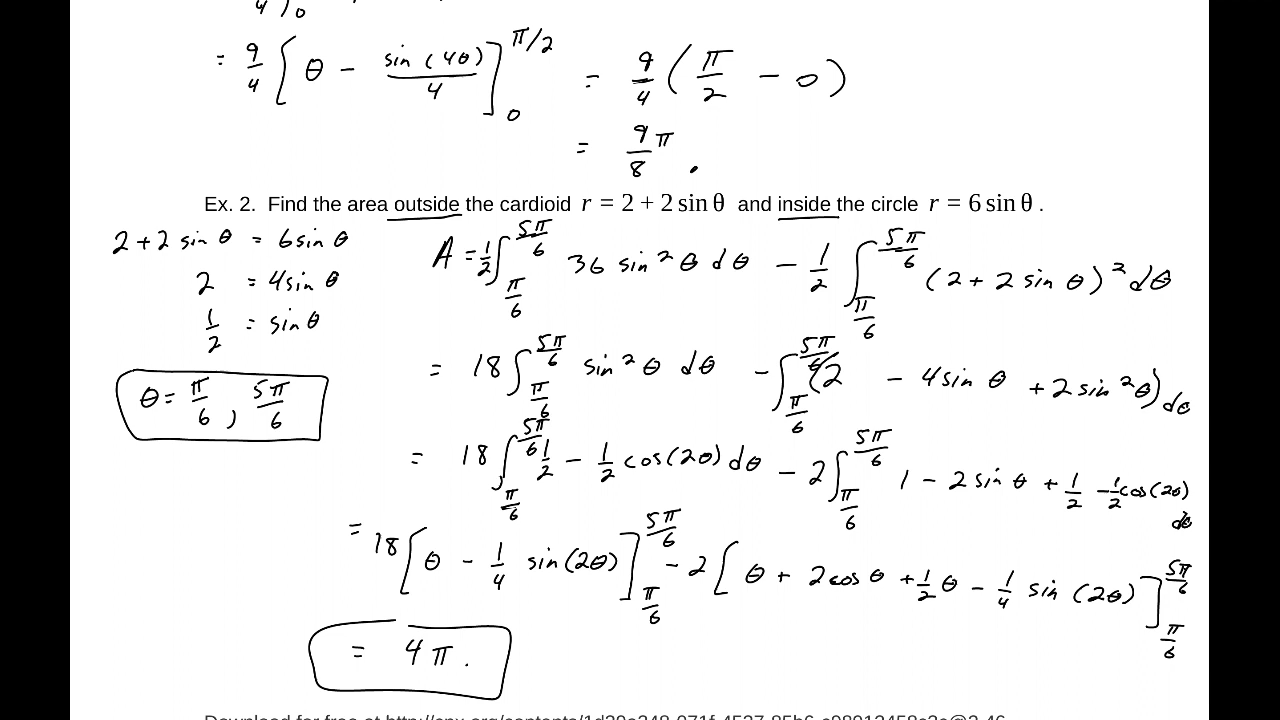 = 9/4 [ θ - sin(4θ)/4 ]_0^{π/2} = 9/4 ( π/2 - 0 )
= 9/8 π .
Ex. 2. Find the area outside the cardioid r = 2 + 2 sin θ and inside the circle r = 6 sin θ .
2 + 2 sin θ = 6 sin θ
2 = 4 sin θ
1/2 = sin θ
θ = π/6 , 5π/6
A = 1/2 ∫_{π/6}^{5π/6} 36 sin² θ dθ - 1/2 ∫_{π/6}^{5π/6} (2 + 2 sin θ)² dθ
= 18 ∫_{π/6}^{5π/6} sin² θ dθ - ∫_{π/6}^{5π/6} (2 - 4 sin θ + 2 sin² θ) dθ
= 18 ∫_{π/6}^{5π/6} 1/2 - 1/2 cos(2θ) dθ - 2 ∫_{π/6}^{5π/6} 1 - 2 sin θ + 1/2 - 1/2 cos(2θ) dθ
= 18 [ θ - 1/4 sin(2θ) ]_{π/6}^{5π/6} - 2 [ θ + 2 cos θ + 1/2 θ - 1/4 sin(2θ) ]_{π/6}^{5π/6}
= 4π .